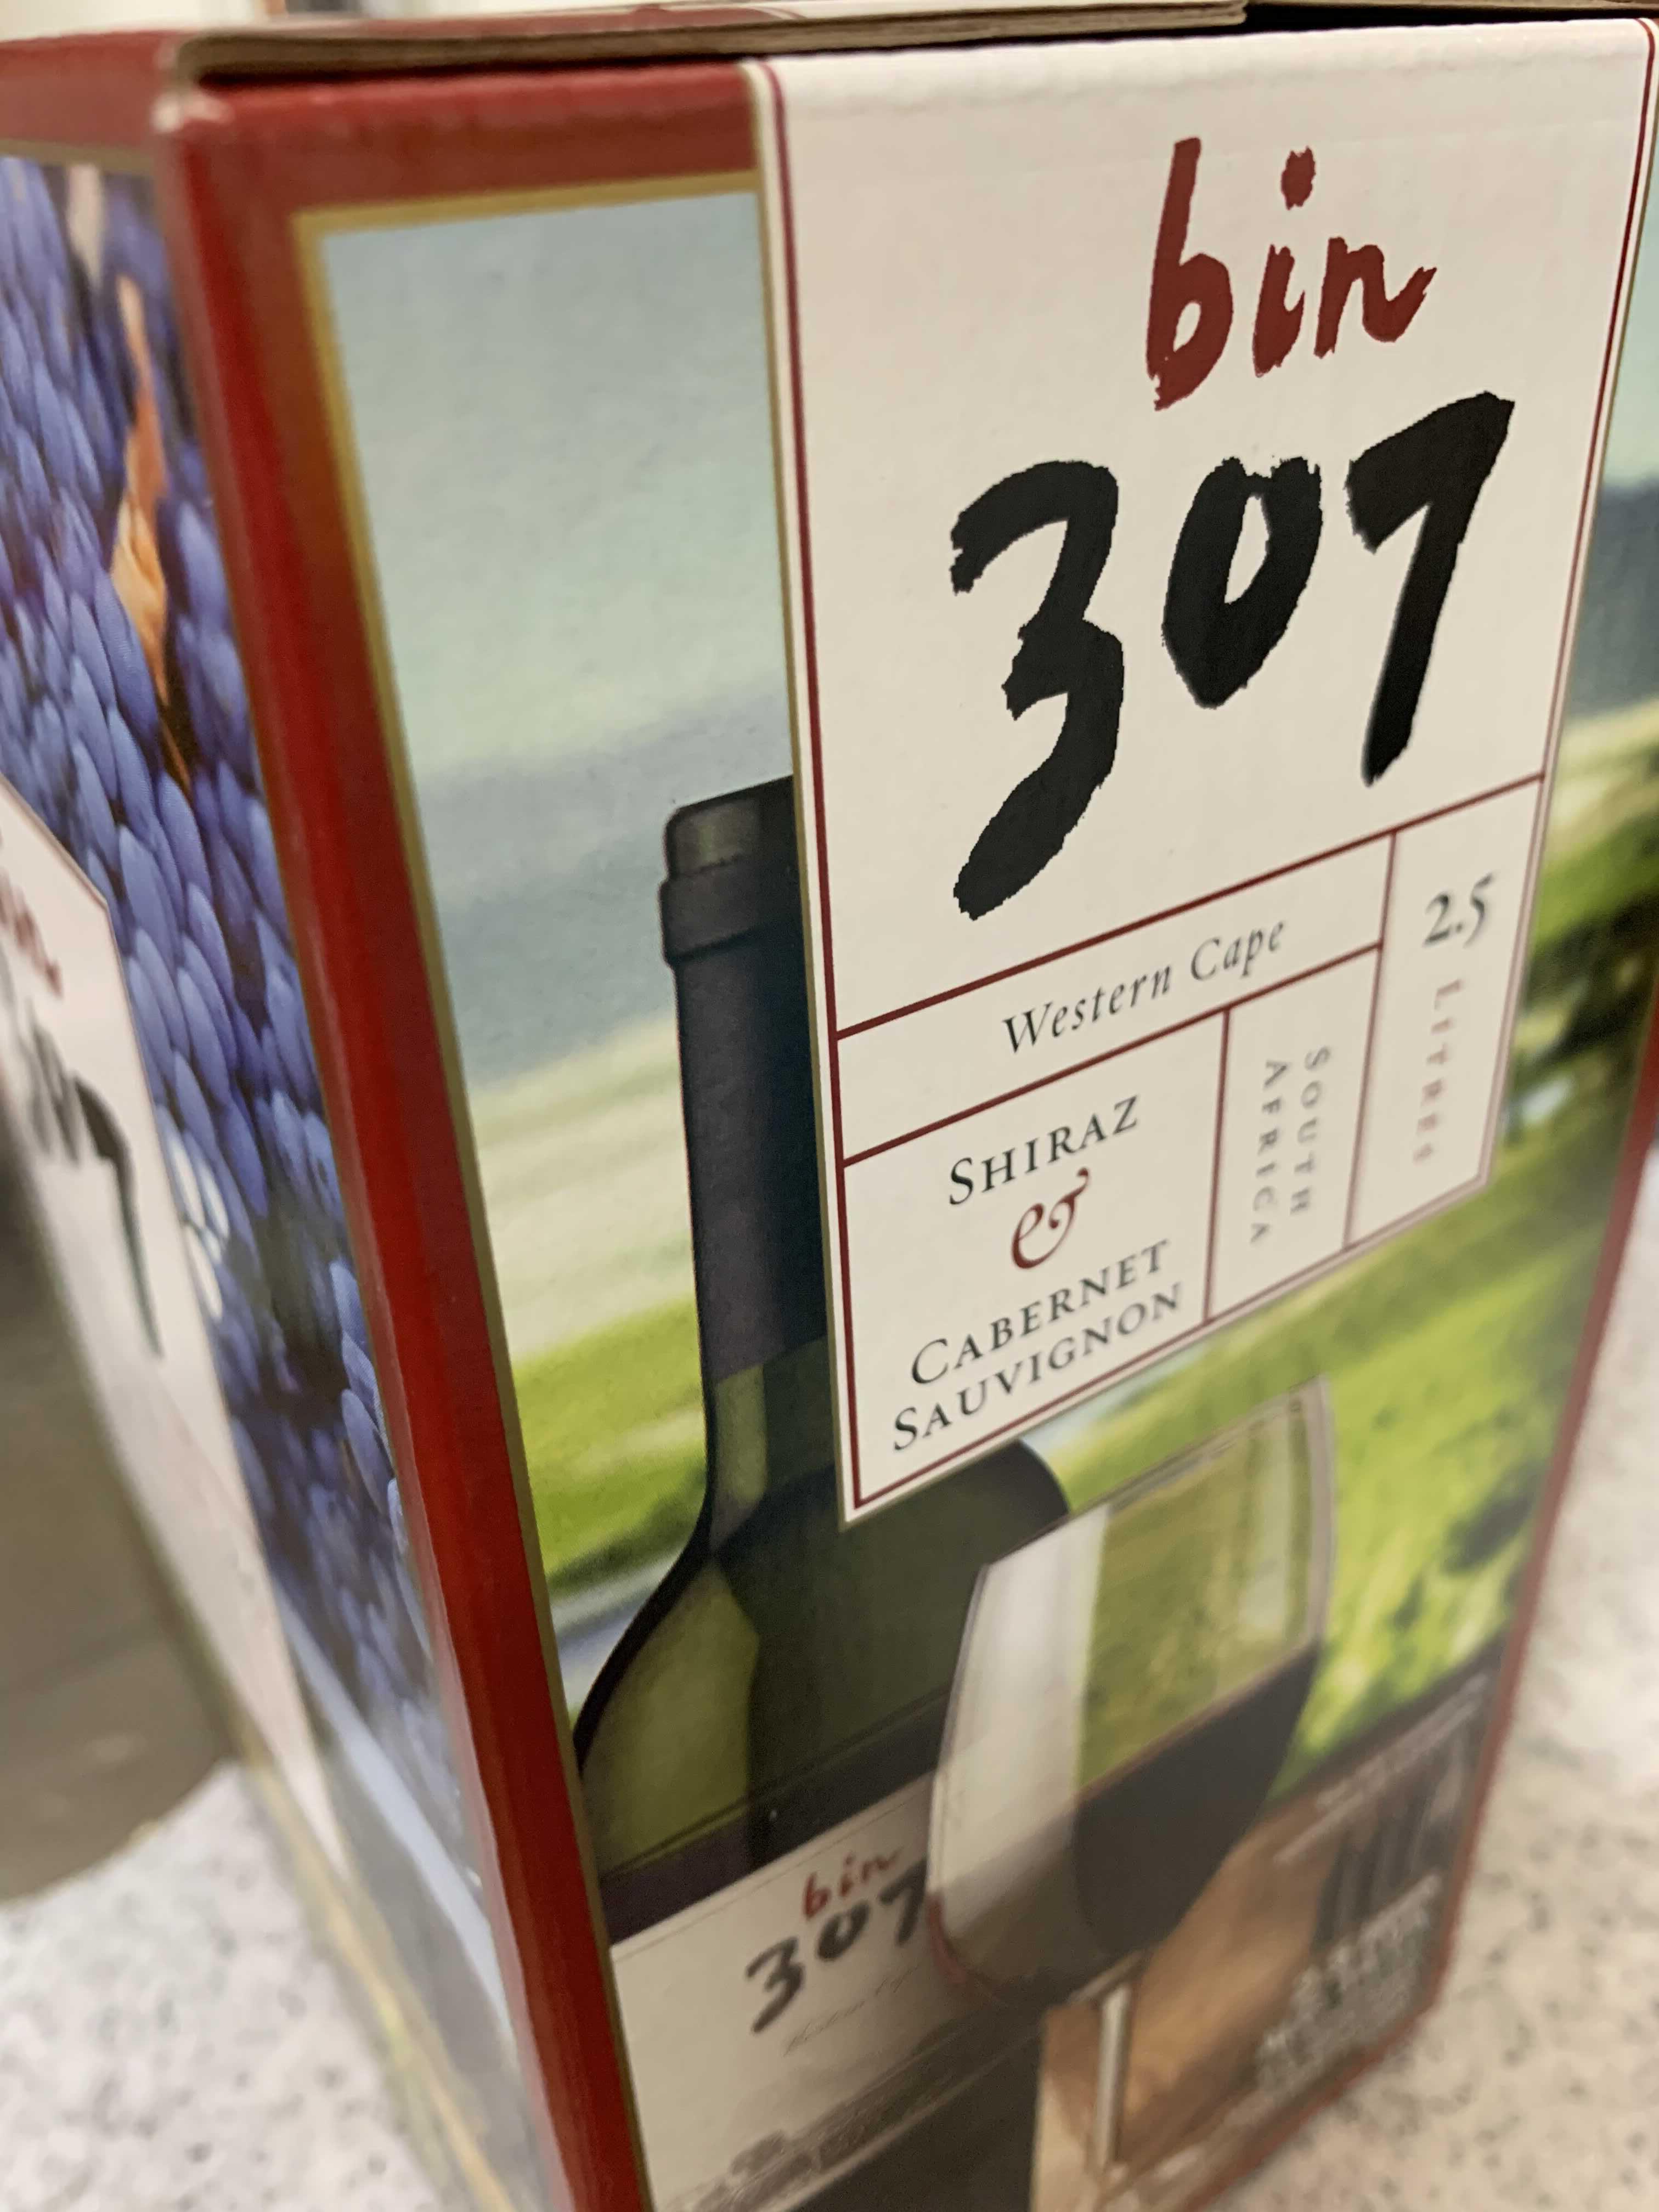 bin
307
Western Cape
2.5 LITRES
SHIRAZ
&
CABERNET
SAUVIGNON
SOUTH
AFRICA
bin
307